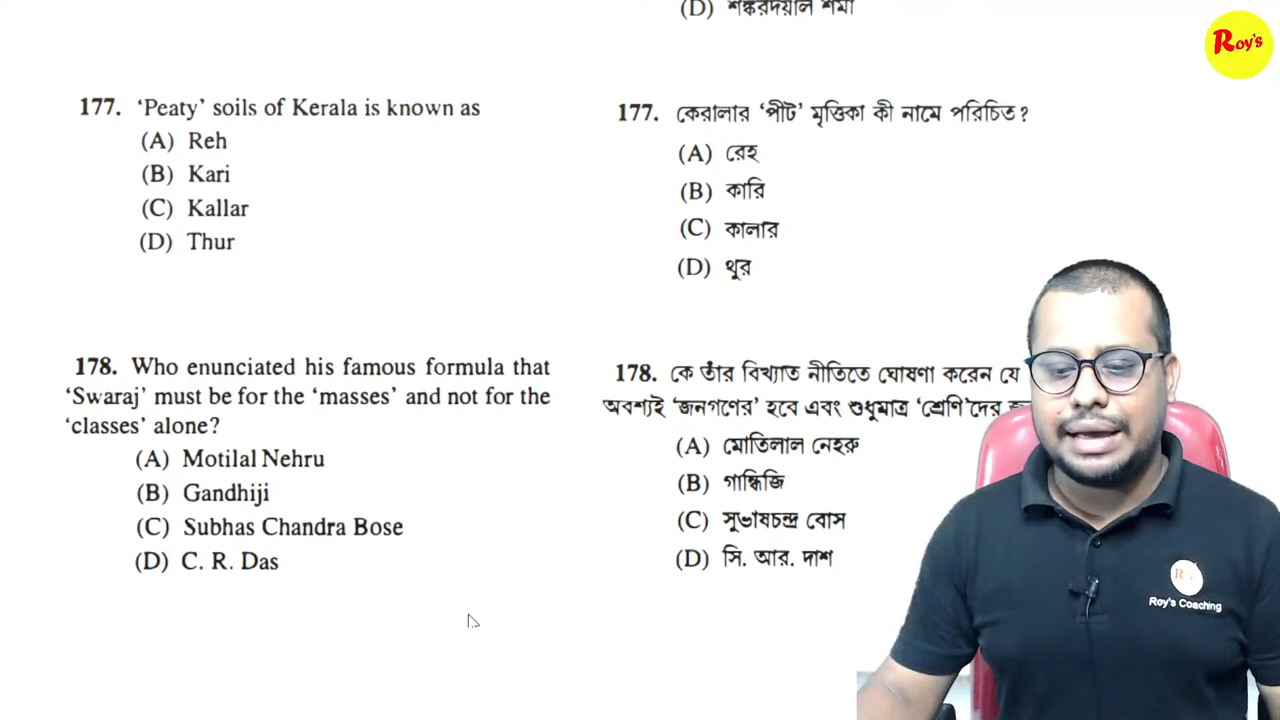 (D) শঙ্করদয়াল শর্মা
Roy's
177. ‘Peaty’ soils of Kerala is known as
(A) Reh
(B) Kari
(C) Kallar
(D) Thur
177. কেরালার ‘পীট’ মৃত্তিকা কী নামে পরিচিত?
(A) রেহ
(B) কারি
(C) কালার
(D) থুর
178. Who enunciated his famous formula that
‘Swaraj’ must be for the ‘masses’ and not for the
‘classes’ alone?
(A) Motilal Nehru
(B) Gandhiji
(C) Subhas Chandra Bose
(D) C. R. Das
178. কে তাঁর বিখ্যাত নীতিতে ঘোষণা করেন যে
অবশ্যই ‘জনগণের’ হবে এবং শুধুমাত্র ‘শ্রেণি’দের
(A) মোতিলাল নেহরু
(B) গান্ধিজি
(C) সুভাষচন্দ্র বোস
(D) সি. আর. দাশ
Roy's Coaching